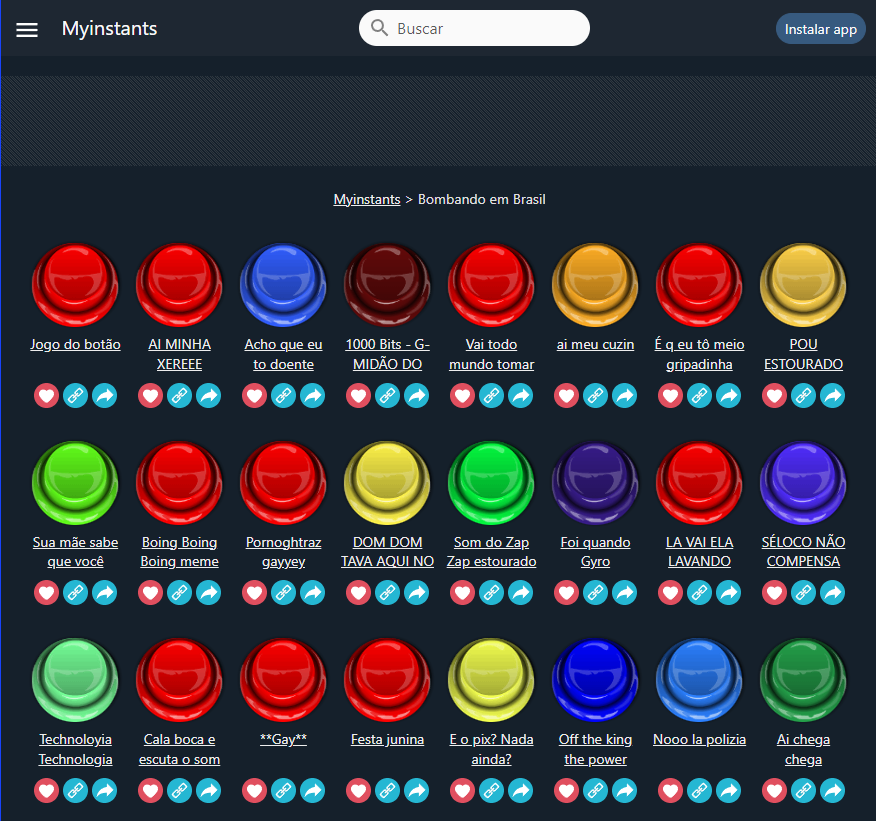 Myinstants
Buscar
Instalar app
Myinstants > Bombando em Brasil
Jogo do botão
AI MINHA
XEREEE
Acho que eu
to doente
1000 Bits - G-
MIDÃO DO
Vai todo
mundo tomar
ai meu cuzin
É q eu tô meio
gripadinha
POU
ESTOURADO
Sua mãe sabe
que você
Boing Boing
Boing meme
Pornoghtraz
gayyey
DOM DOM
TAVA AQUI NO
Som do Zap
Zap estourado
Foi quando
Gyro
LA VAI ELA
LAVANDO
SÉLOCO NÃO
COMPENSA
Technoloyia
Technologia
Cala boca e
escuta o som
**Gay**
Festa junina
E o pix? Nada
ainda?
Off the king
the power
Nooo la polizia
Ai chega
chega